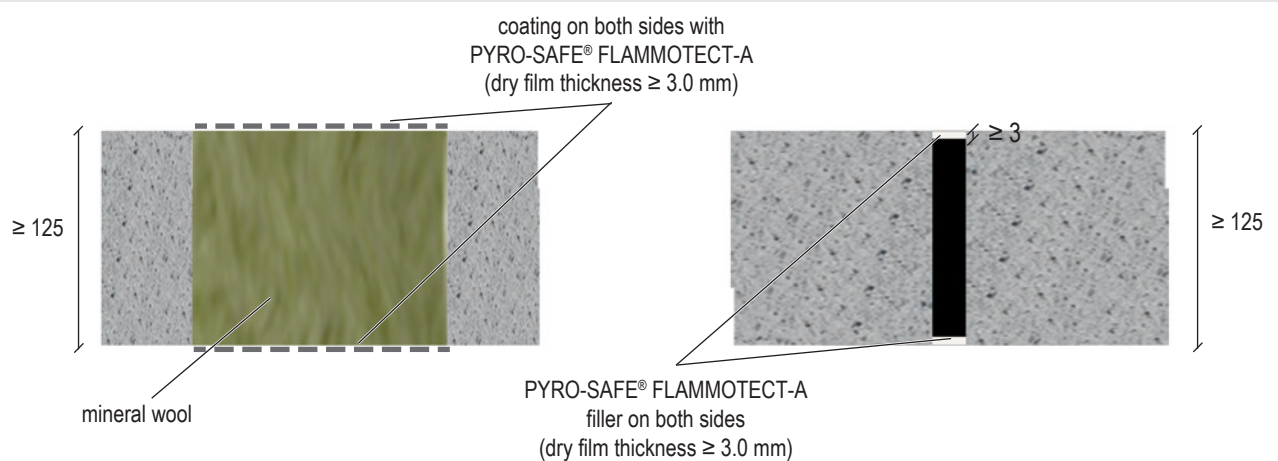 coating on both sides with
PYRO-SAFE® FLAMMOTECT-A
(dry film thickness ≥ 3.0 mm)
≥ 125
mineral wool
≥ 3
≥ 125
PYRO-SAFE® FLAMMOTECT-A
filler on both sides
(dry film thickness ≥ 3.0 mm)